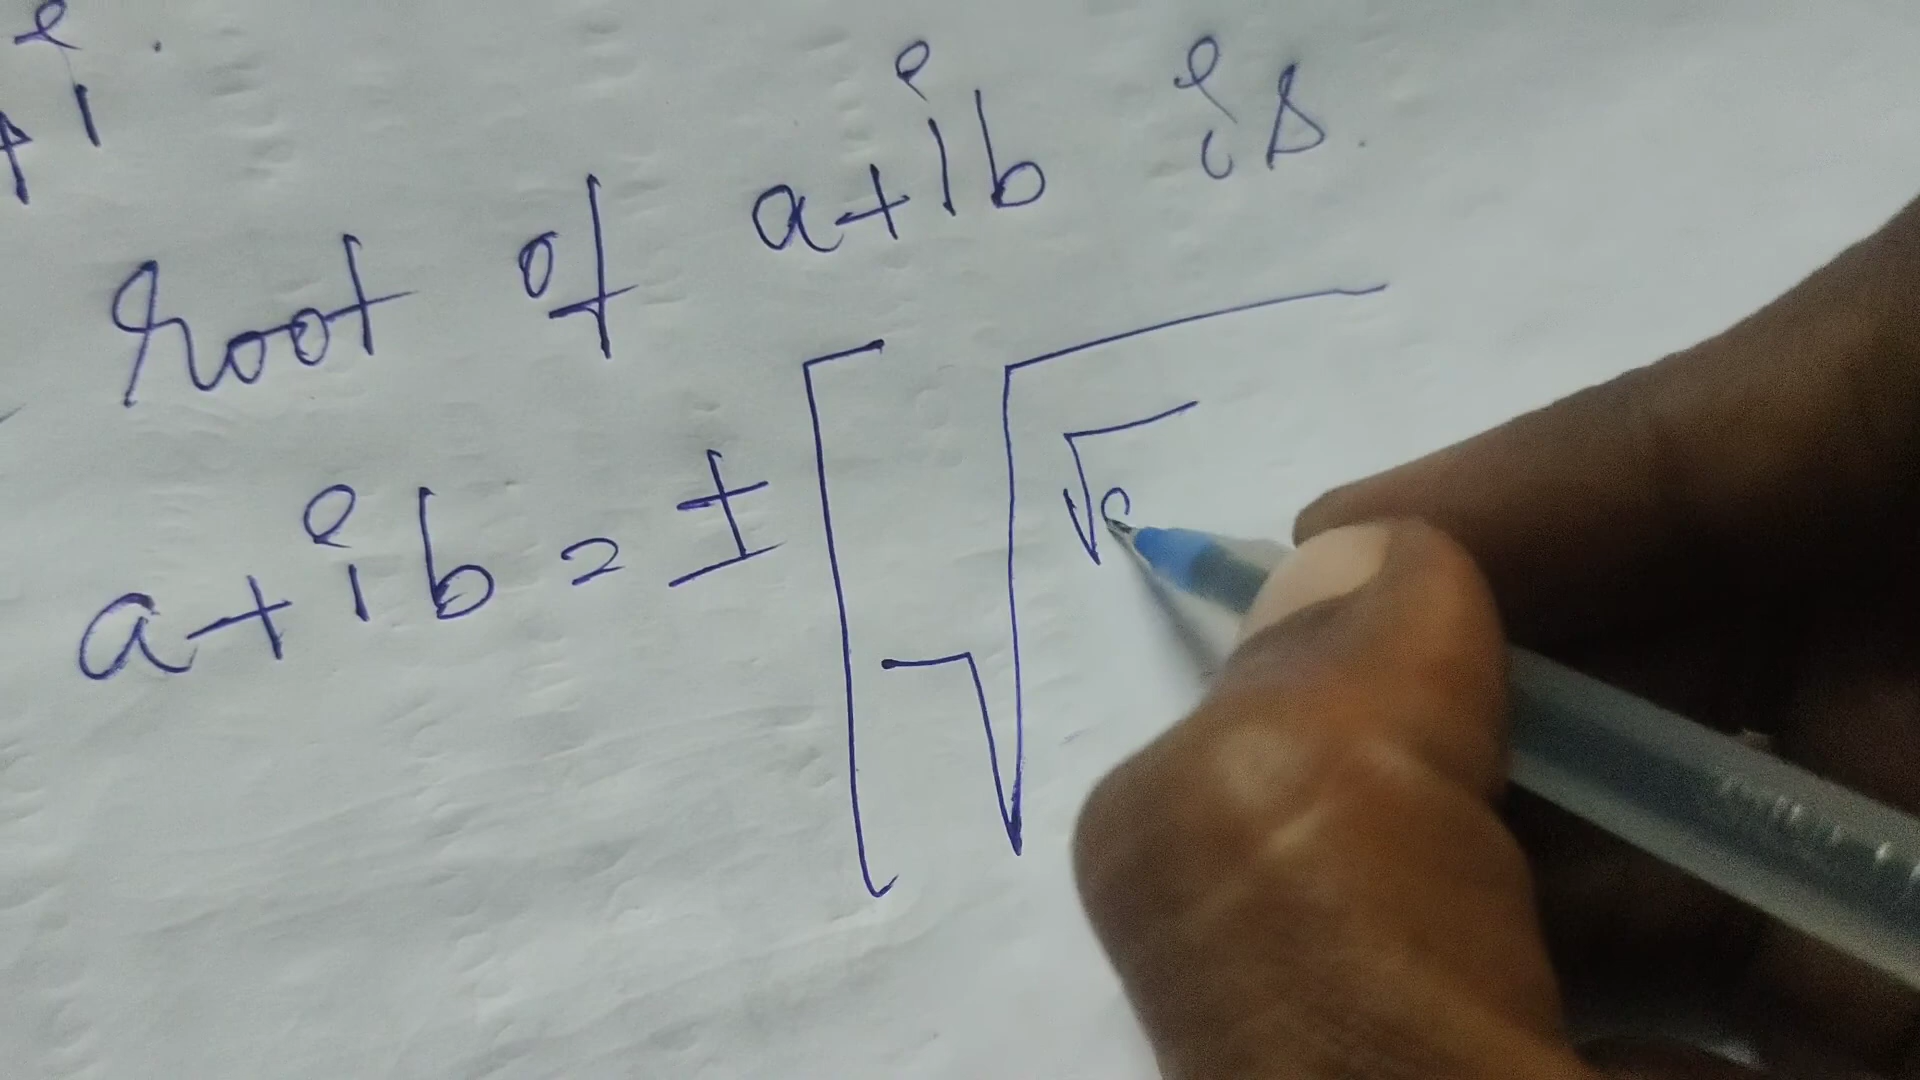 +i.
root of a+ib is
a+ib = ± [ √ √a